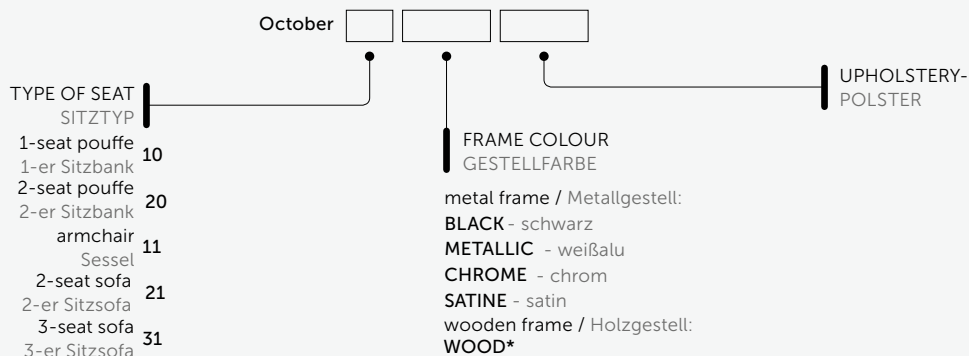 October
TYPE OF SEAT
SITZTYP
1-seat pouffe
1-er Sitzbank
10
2-seat pouffe
2-er Sitzbank
20
armchair
Sessel
11
2-seat sofa
2-er Sitzsofa
21
3-seat sofa
3-er Sitzsofa
31
FRAME COLOUR
GESTELLFARBE
metal frame / Metallgestell:
BLACK - schwarz
METALLIC - weißalu
CHROME - chrom
SATINE - satin
wooden frame / Holzgestell:
WOOD*
UPHOLSTERY-
POLSTER